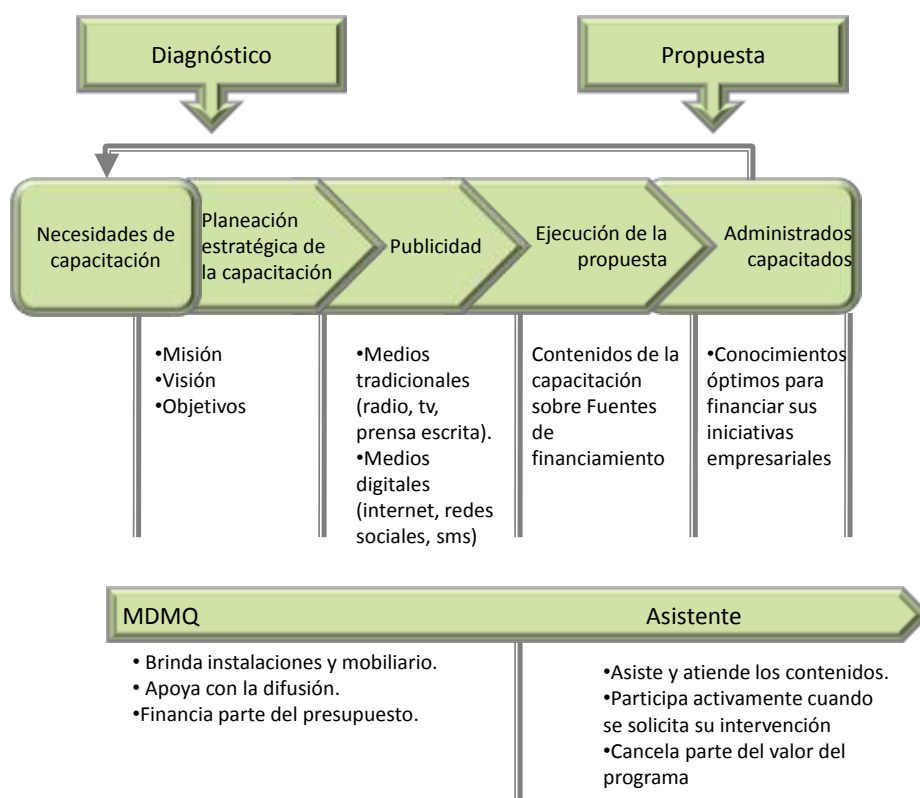 Diagnóstico
Propuesta
Necesidades de
capacitación
Planeación
estratégica de
la capacitación
Publicidad
Ejecución de la
propuesta
Administrados
capacitados
•Misión
•Visión
•Objetivos
•Medios
tradicionales
(radio, tv,
prensa escrita).
•Medios
digitales
(internet, redes
sociales, sms)
Contenidos de la
capacitación
sobre Fuentes
de
financiamiento
•Conocimientos
óptimos para
financiar sus
iniciativas
empresariales
MDMQ
Asistente
• Brinda instalaciones y mobiliario.
• Apoya con la difusión.
•Financia parte del presupuesto.
•Asiste y atiende los contenidos.
•Participa activamente cuando
se solicita su intervención
•Cancela parte del valor del
programa